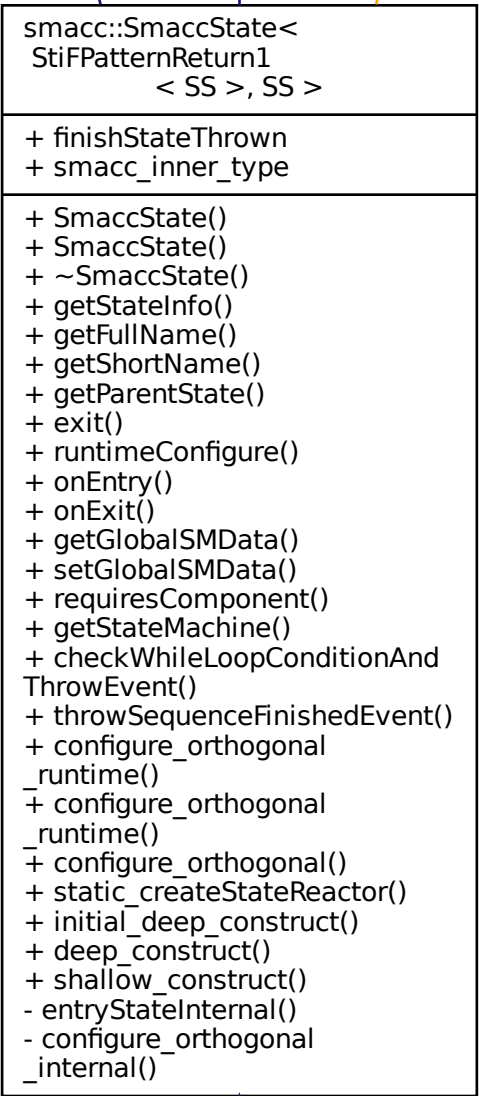 smacc::SmaccState<
StiFPatternReturn1
< SS >, SS >
+ finishStateThrown
+ smacc_inner_type
+ SmaccState()
+ SmaccState()
+ ~SmaccState()
+ getStateInfo()
+ getFullName()
+ getShortName()
+ getParentState()
+ exit()
+ runtimeConfigure()
+ onEntry()
+ onExit()
+ getGlobalSMData()
+ setGlobalSMData()
+ requiresComponent()
+ getStateMachine()
+ checkWhileLoopConditionAnd
ThrowEvent()
+ throwSequenceFinishedEvent()
+ configure_orthogonal
_runtime()
+ configure_orthogonal
_runtime()
+ configure_orthogonal()
+ static_createStateReactor()
+ initial_deep_construct()
+ deep_construct()
+ shallow_construct()
- entryStateInternal()
- configure_orthogonal
_internal()